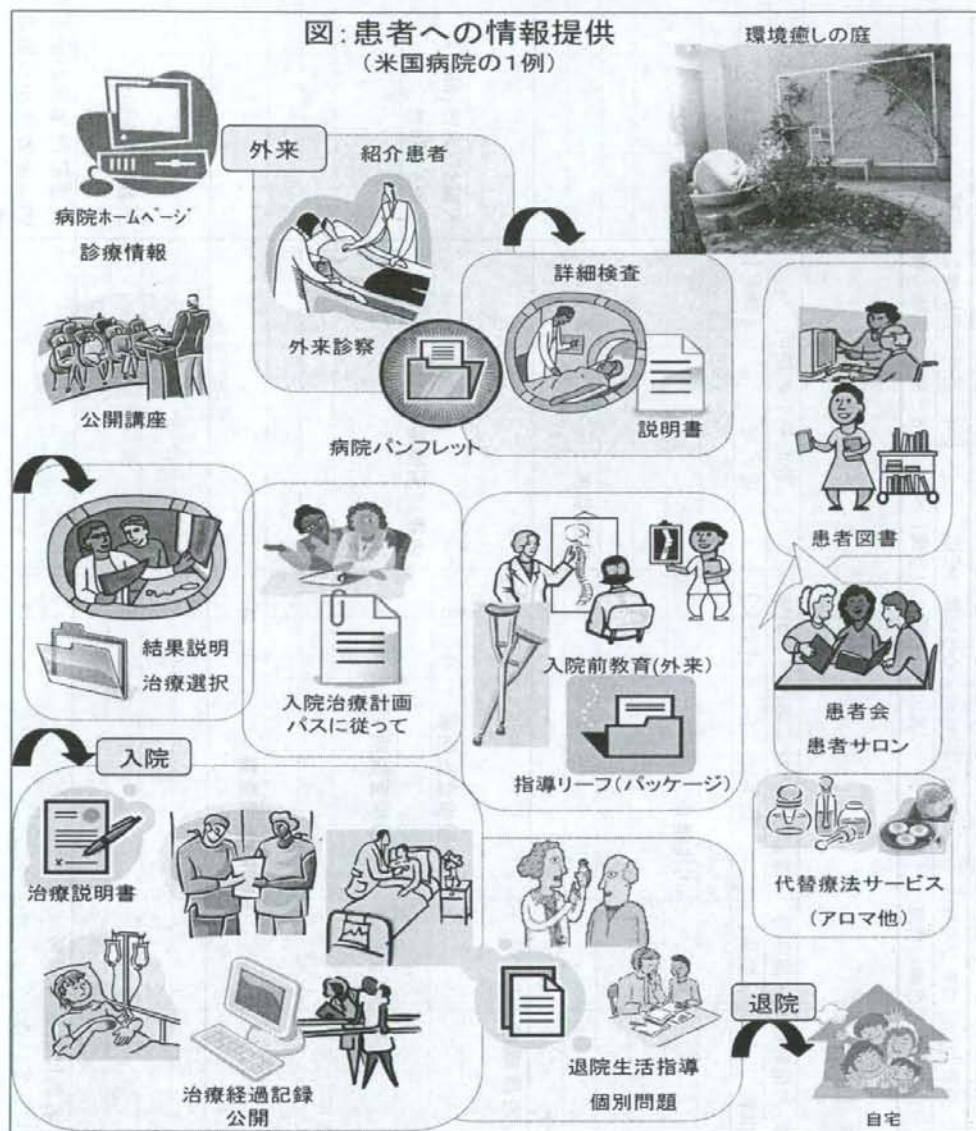 図:患者への情報提供
(米国病院の1例)
環境癒しの庭
外来
紹介患者
病院ホームページ
診療情報
詳細検査
外来診察
公開講座
病院パンフレット
説明書
患者図書
結果説明
治療選択
入院治療計画
パスに従って
入院前教育(外来)
指導リーフ(パッケージ)
患者会
患者サロン
入院
治療説明書
代替療法サービス
(アロマ他)
治療経過記録
公開
退院生活指導
個別問題
退院
自宅